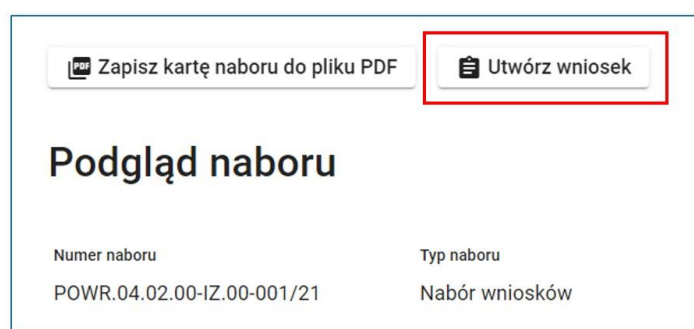 PDF Zapisz kartę naboru do pliku PDF Utwórz wniosek
Podgląd naboru
Numer naboru Typ naboru
POWR.04.02.00-IZ.00-001/21 Nabór wniosków